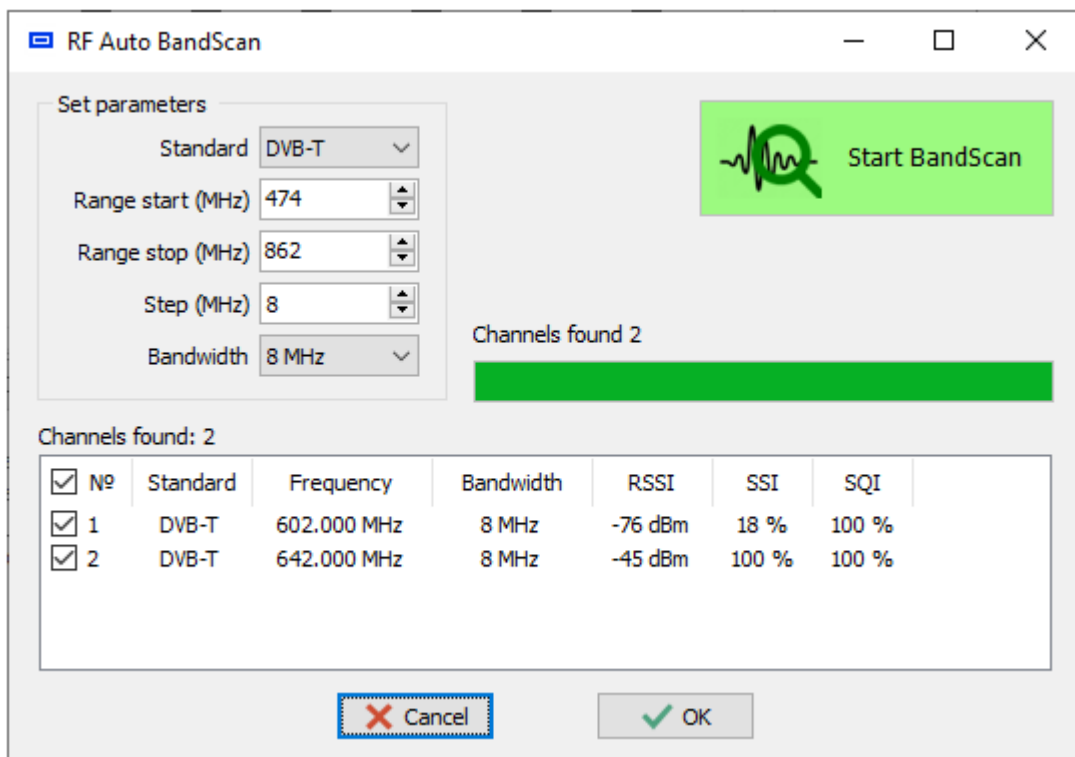 RF Auto BandScan
Set parameters
Standard DVB-T
Range start (MHz) 474
Range stop (MHz) 862
Step (MHz) 8
Bandwidth 8 MHz
Start BandScan
Channels found 2
Channels found: 2
Nº Standard Frequency Bandwidth RSSI SSI SQI
1 DVB-T 602.000 MHz 8 MHz -76 dBm 18 % 100 %
2 DVB-T 642.000 MHz 8 MHz -45 dBm 100 % 100 %
Cancel OK